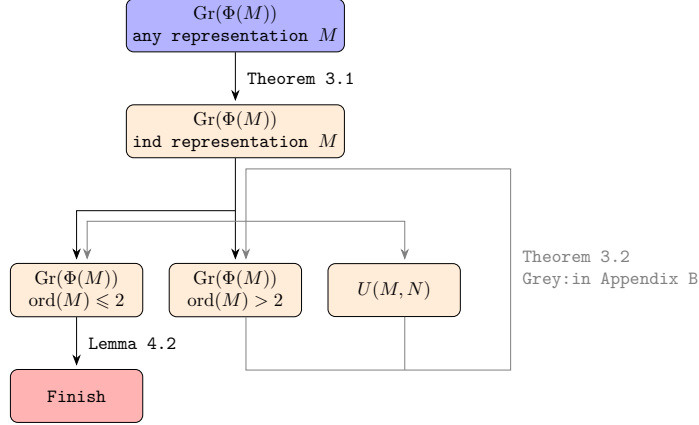 Gr(Φ(M))
any representation M
Theorem 3.1
Gr(Φ(M))
ind representation M
Theorem 3.2
Grey:in Appendix B
Gr(Φ(M))
ord(M) ⩽ 2
Gr(Φ(M))
ord(M) > 2
U(M, N)
Lemma 4.2
Finish